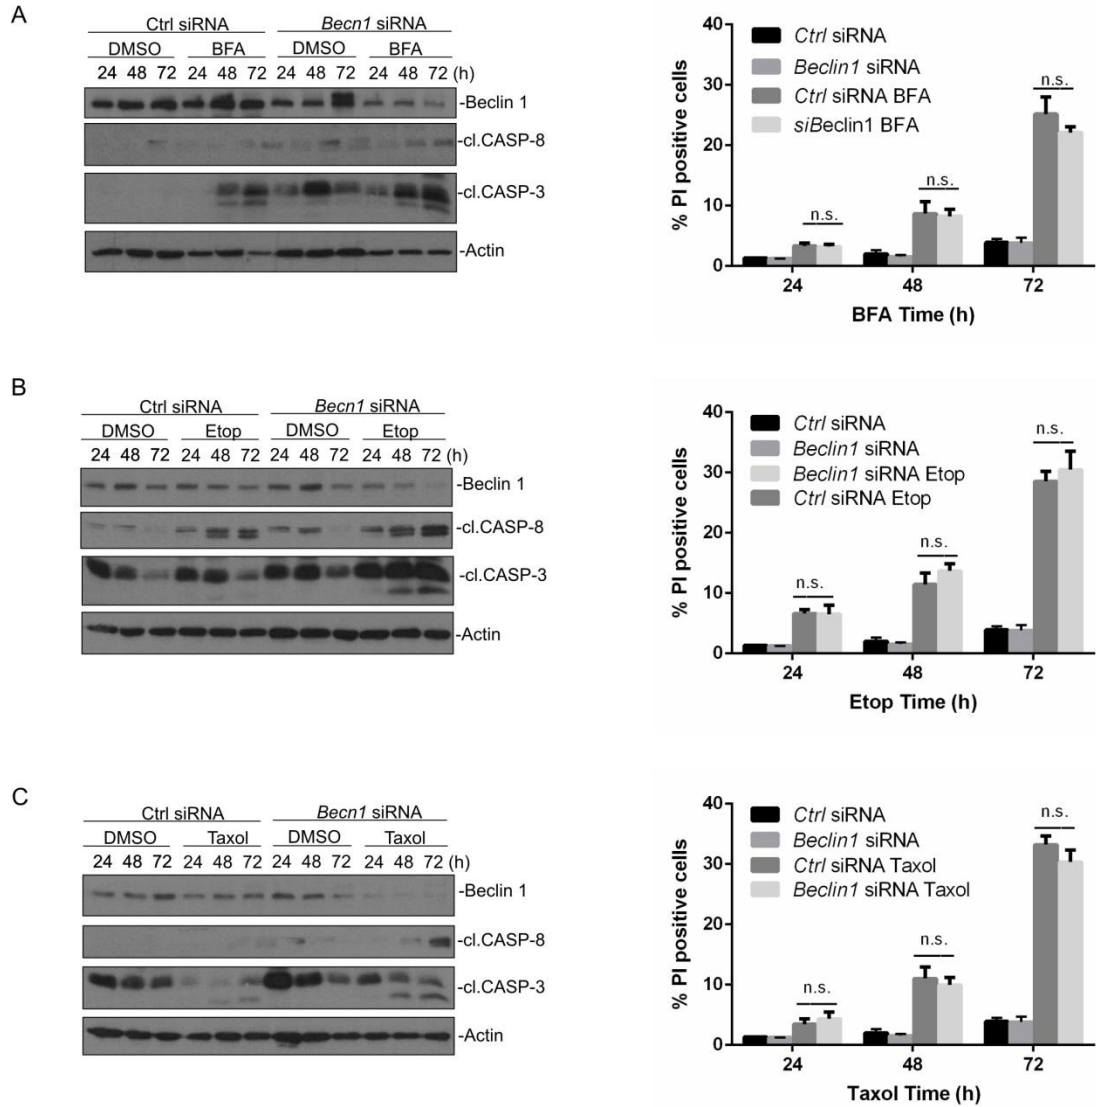 A
Ctrl siRNA Becn1 siRNA
DMSO BFA DMSO BFA
24 48 72 24 48 72 24 48 72 24 48 72 (h)
-Beclin 1
-cl.CASP-8
-cl.CASP-3
-Actin
% PI positive cells
40
30
20
10
0
Ctrl siRNA
Beclin1 siRNA
Ctrl siRNA BFA
siBeclin1 BFA
n.s.
n.s.
n.s.
24 48 72
BFA Time (h)
B
Ctrl siRNA Becn1 siRNA
DMSO Etop DMSO Etop
24 48 72 24 48 72 24 48 72 24 48 72 (h)
-Beclin 1
-cl.CASP-8
-cl.CASP-3
-Actin
% PI positive cells
40
30
20
10
0
Ctrl siRNA
Beclin1 siRNA
Beclin1 siRNA Etop
Ctrl siRNA Etop
n.s.
n.s.
n.s.
24 48 72
Etop Time (h)
C
Ctrl siRNA Becn1 siRNA
DMSO Taxol DMSO Taxol
24 48 72 24 48 72 24 48 72 24 48 72 (h)
-Beclin 1
-cl.CASP-8
-cl.CASP-3
-Actin
% PI positive cells
40
30
20
10
0
Ctrl siRNA
Beclin1 siRNA
Ctrl siRNA Taxol
Beclin1 siRNA Taxol
n.s.
n.s.
n.s.
24 48 72
Taxol Time (h)